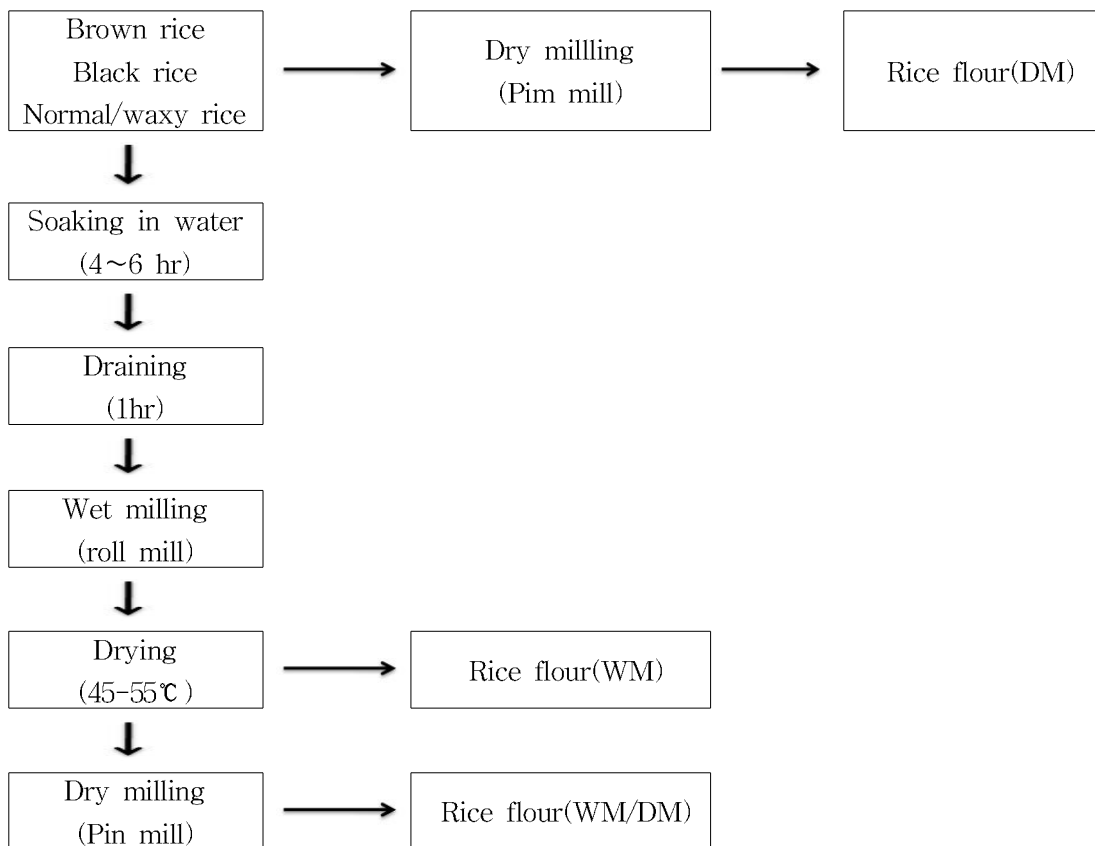 Brown rice
Black rice
Normal/waxy rice
Dry millling
(Pim mill)
Rice flour(DM)
Soaking in water
(4～6 hr)
Draining
(1hr)
Wet milling
(roll mill)
Drying
(45-55℃)
Rice flour(WM)
Dry milling
(Pin mill)
Rice flour(WM/DM)